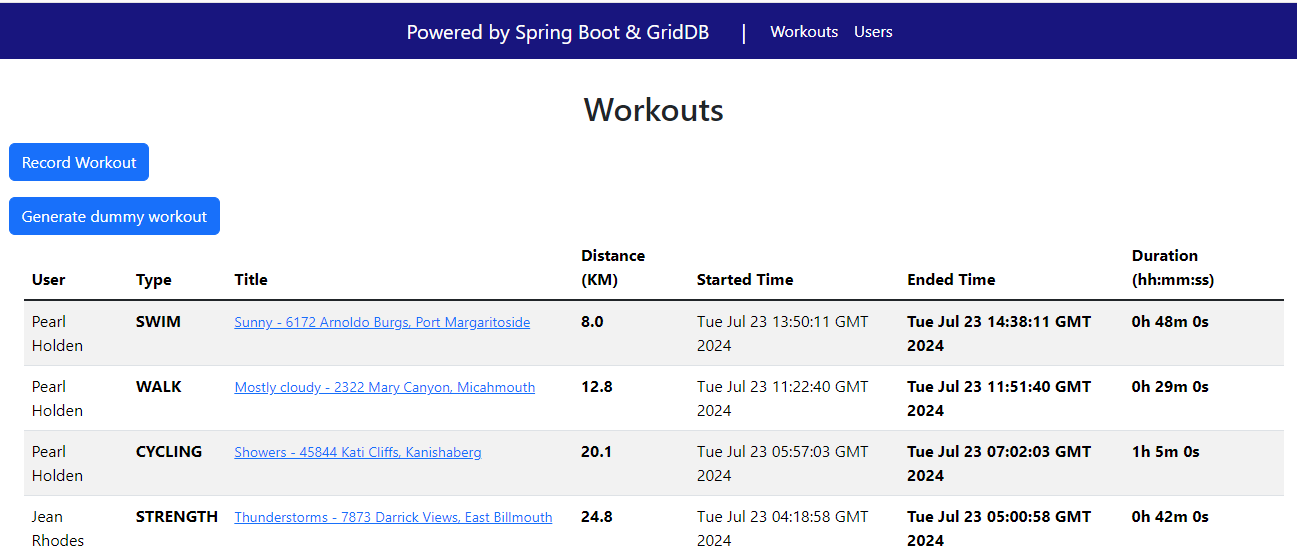 Powered by Spring Boot & GridDB | Workouts Users
Workouts
Record Workout
Generate dummy workout
Distance Duration
User Type Title (KM) Started Time Ended Time (hh:mm:ss)
Pearl SWIM Sunny - 6172 Arnoldo Burgs, Port Margaritoside 8.0 Tue Jul 23 13:50:11 GMT Tue Jul 23 14:38:11 GMT 0h 48m 0s
Holden 2024 2024
Pearl WALK Mostly cloudy - 2322 Mary Canyon, Micahmouth 12.8 Tue Jul 23 11:22:40 GMT Tue Jul 23 11:51:40 GMT 0h 29m 0s
Holden 2024 2024
Pearl CYCLING Showers - 45844 Kati Cliffs, Kanishaberg 20.1 Tue Jul 23 05:57:03 GMT Tue Jul 23 07:02:03 GMT 1h 5m 0s
Holden 2024 2024
Jean STRENGTH Thunderstorms - 7873 Darrick Views, East Billmouth 24.8 Tue Jul 23 04:18:58 GMT Tue Jul 23 05:00:58 GMT 0h 42m 0s
Rhodes 2024 2024